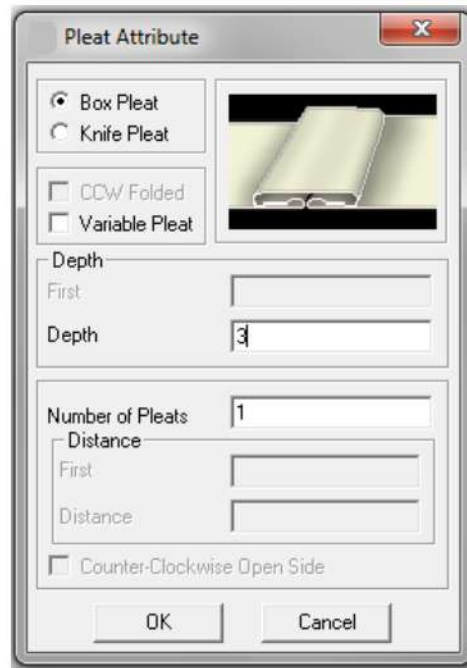 Pleat Attribute
Box Pleat
Knife Pleat
CCW Folded
Variable Pleat
Depth
First
Depth 3
Number of Pleats 1
Distance
First
Distance
Counter-Clockwise Open Side
OK Cancel